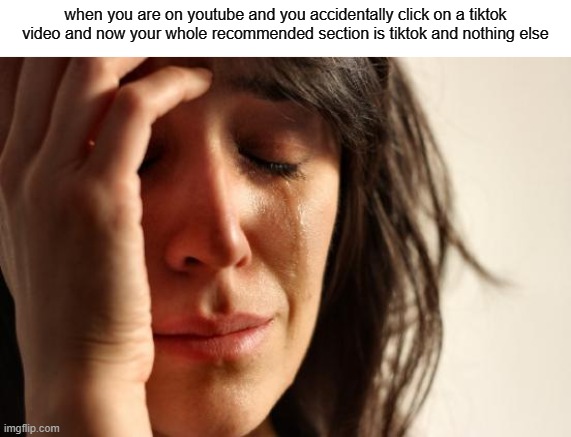 when you are on youtube and you accidentally click on a tiktok
video and now your whole recommended section is tiktok and nothing else
imgflip.com